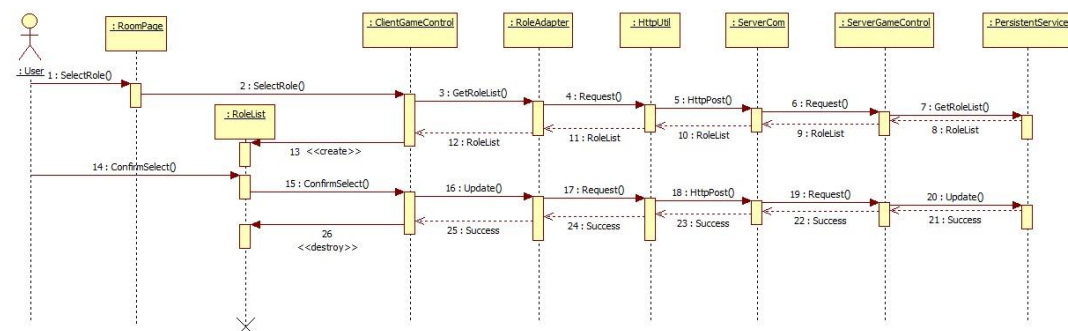 : RoomPage
: ClientGameControl
: RoleAdapter
: HttpUtil
: ServerCom
: ServerGameControl
: PersistentService
: User
1 : SelectRole()
2 : SelectRole()
3 : GetRoleList()
4 : Request()
5 : HttpPost()
6 : Request()
7 : GetRoleList()
: RoleList
8 : RoleList
9 : RoleList
10 : RoleList
11 : RoleList
12 : RoleList
13 <<create>>
14 : ConfirmSelect()
15 : ConfirmSelect()
16 : Update()
17 : Request()
18 : HttpPost()
19 : Request()
20 : Update()
21 : Success
22 : Success
23 : Success
24 : Success
25 : Success
26
<<destroy>>